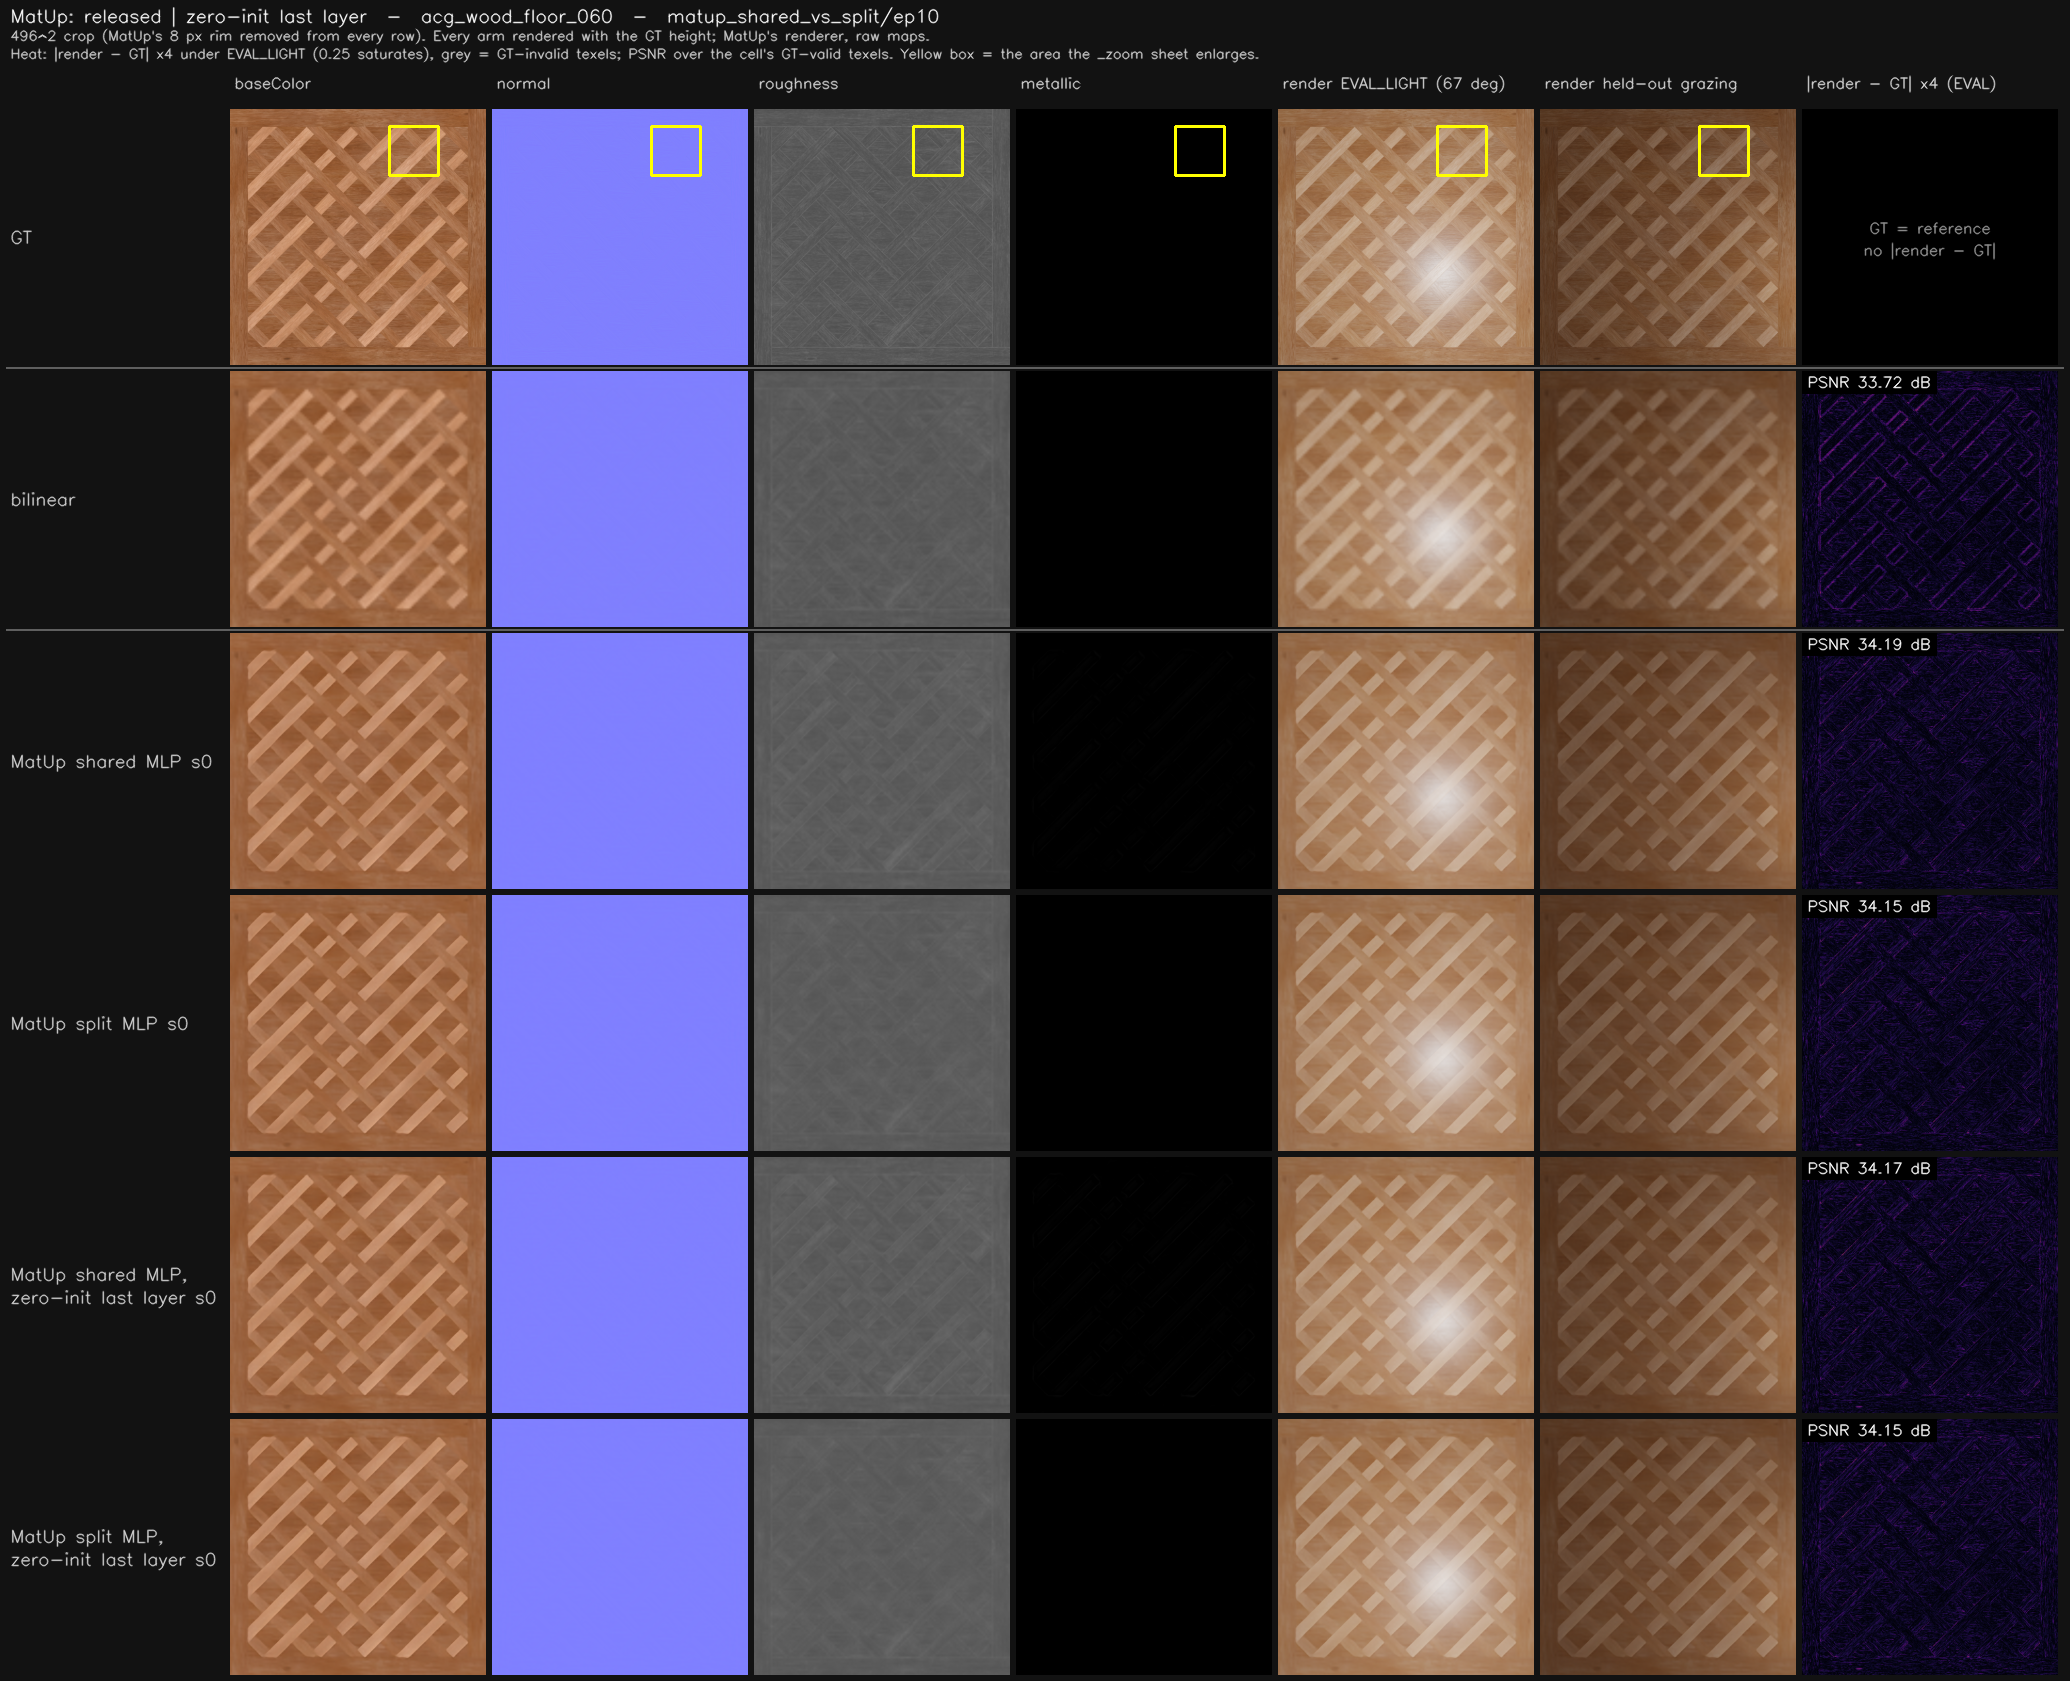 MatUp: released | zero-init last layer – acg_wood_floor_060 – matup_shared_vs_split/ep10
496^2 crop (MatUp's 8 px rim removed from every row). Every arm rendered with the GT height; MatUp's renderer, raw maps.
Heat: |render - GT| x4 under EVAL_LIGHT (0.25 saturates), grey = GT-invalid texels; PSNR over the cell's GT-valid texels. Yellow box = the area the _zoom sheet enlarges.
baseColor normal roughness metallic render EVAL_LIGHT (67 deg) render held-out grazing |render - GT| x4 (EVAL)
GT
GT = reference
no |render - GT|
bilinear
PSNR 33.72 dB
MatUp shared MLP s0
PSNR 34.19 dB
MatUp split MLP s0
PSNR 34.15 dB
MatUp shared MLP,
zero-init last layer s0
PSNR 34.17 dB
MatUp split MLP,
zero-init last layer s0
PSNR 34.15 dB